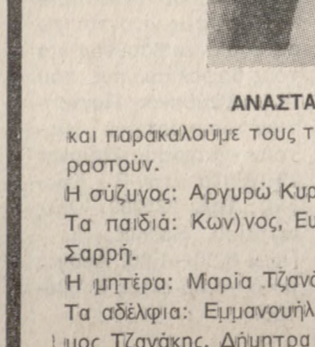 ΑΝΑΣΤΑ
και παρακαλούμε τους τ
ραστούν.
Η σύζυγος: Αργυρώ Κυρ
Τα παιδιά: Κων)νος, Ευ
Σαρρή.
Η μητέρα: Μαρία Τζανά
Τα αδέλφια: Εμμανουήλ
μος Τζανάκης, Δήμητρα